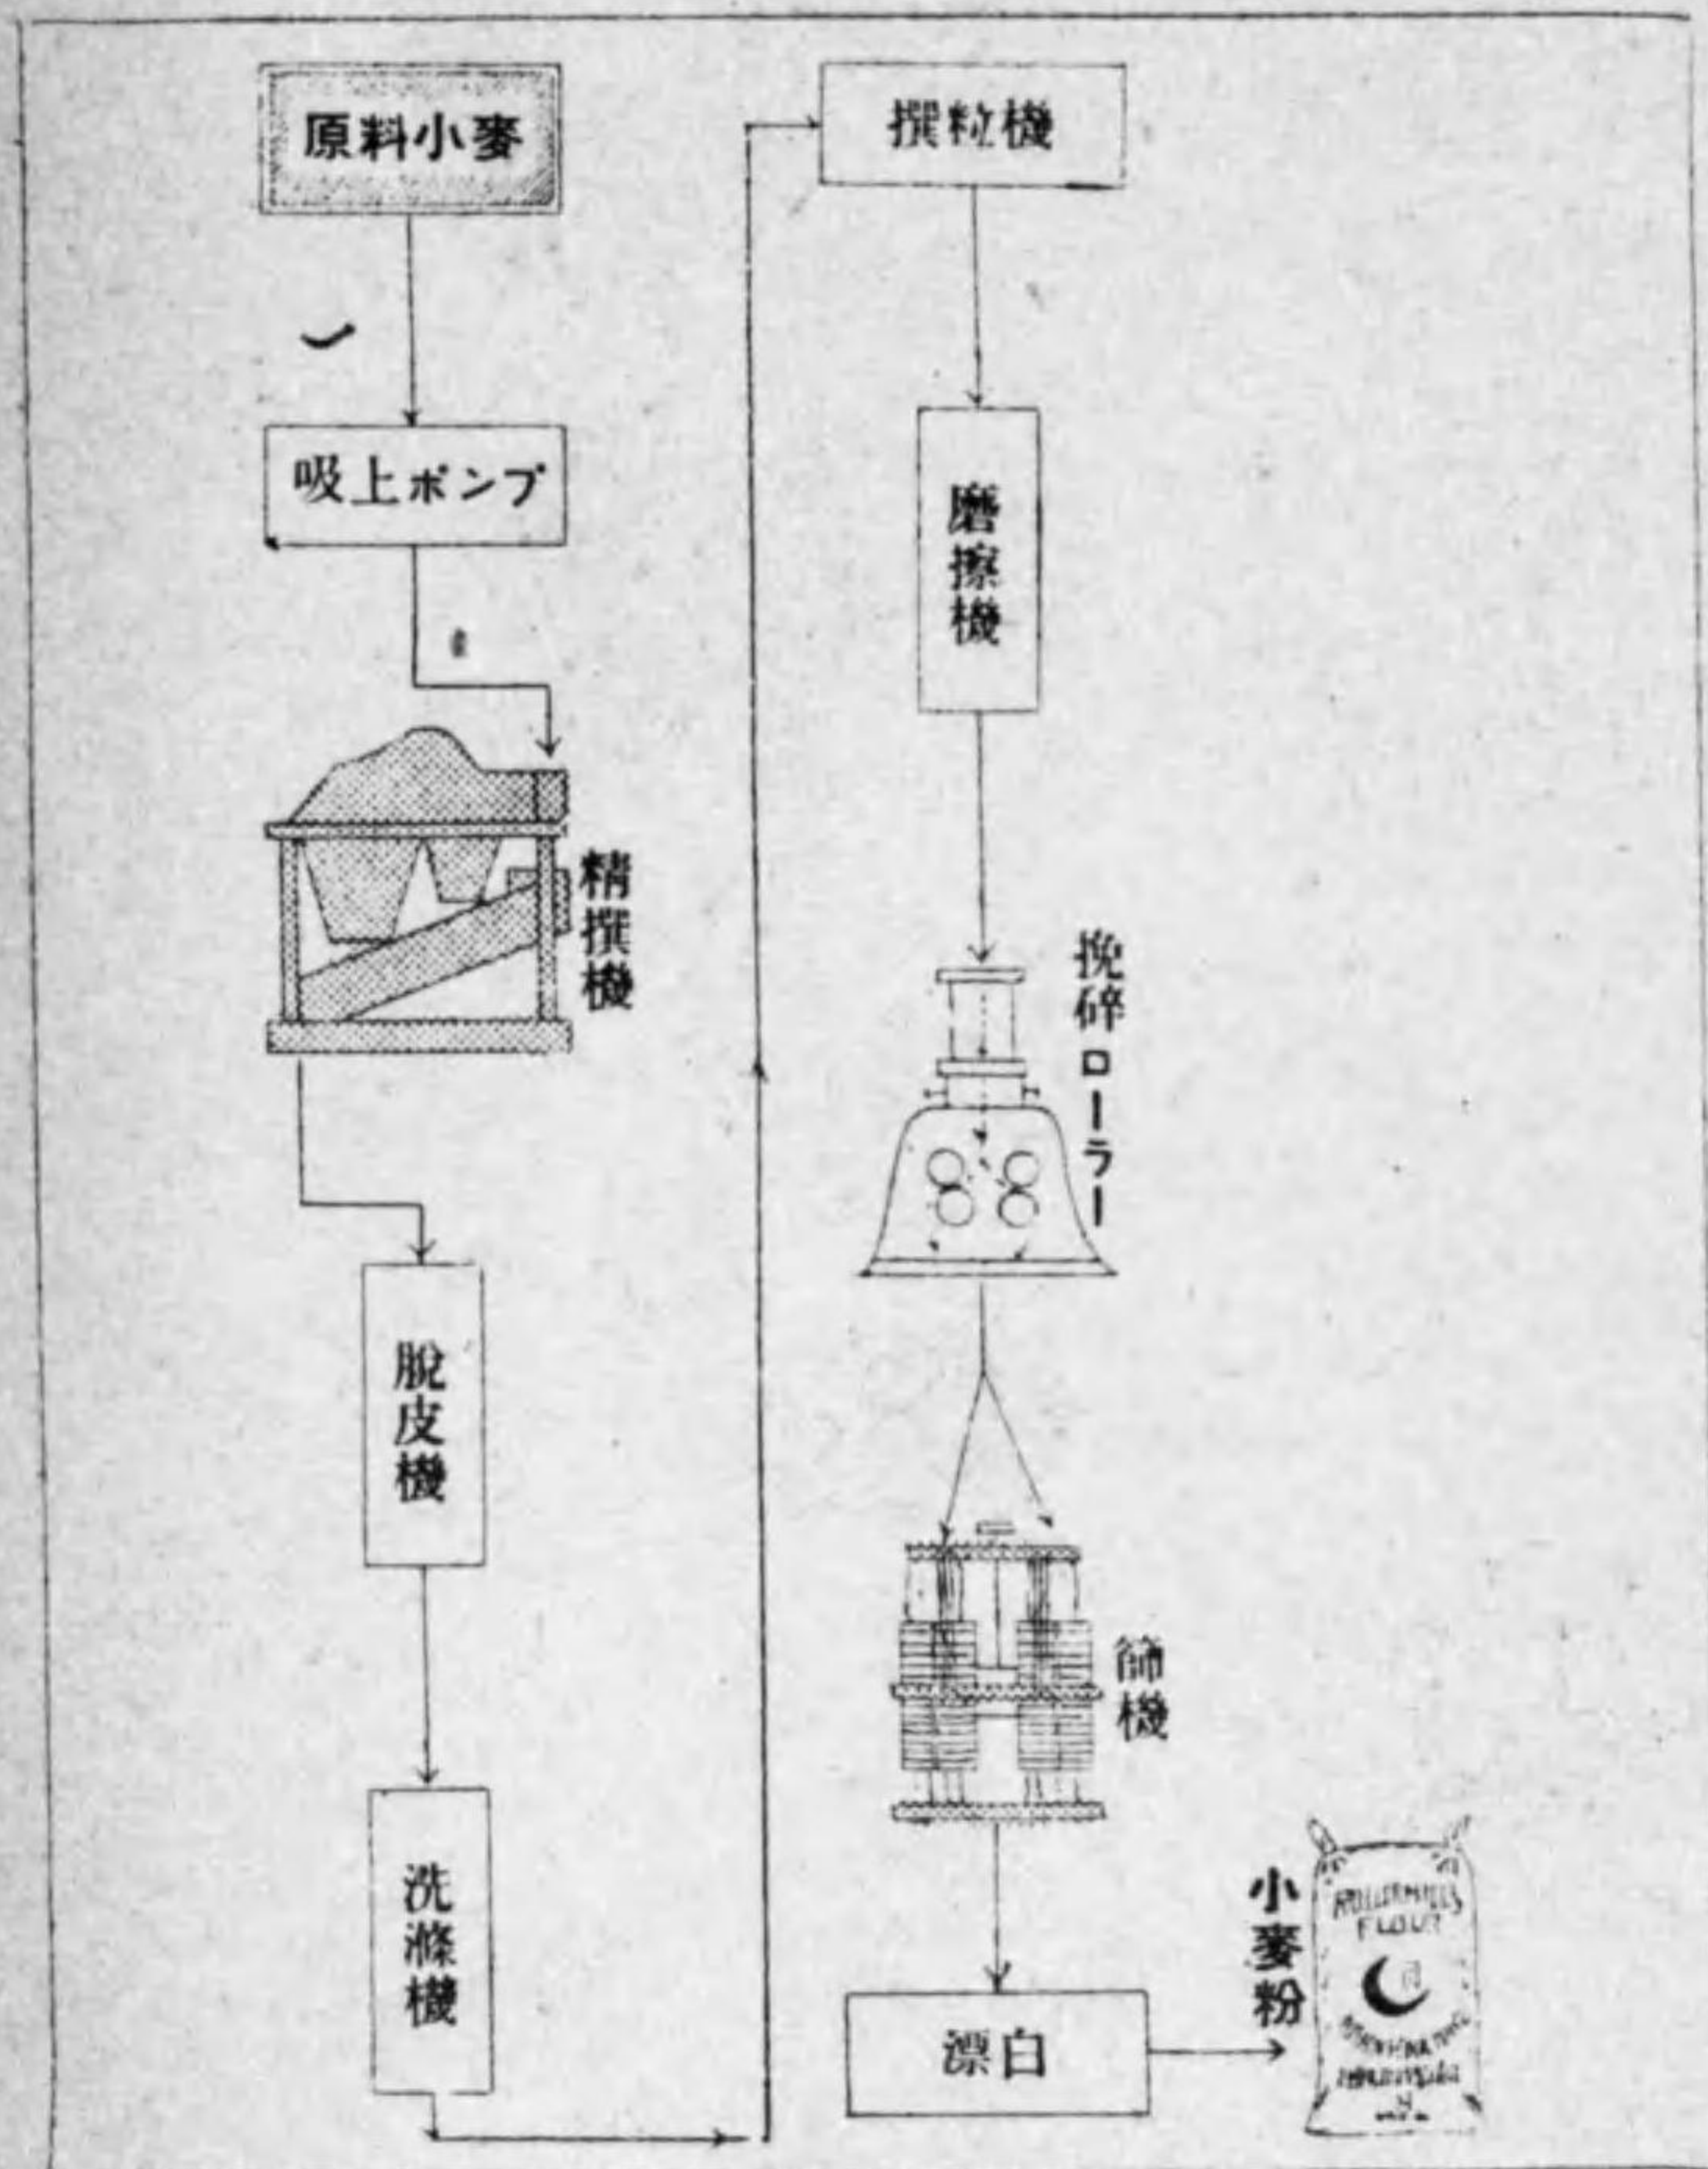 原料小麥
吸上ポンプ
精撰機
脫皮機
洗滌機
撰粒機
磨擦機
挽碎ローラー
篩機
漂白
小麥粉
ROLLERMILLS
FLOUR